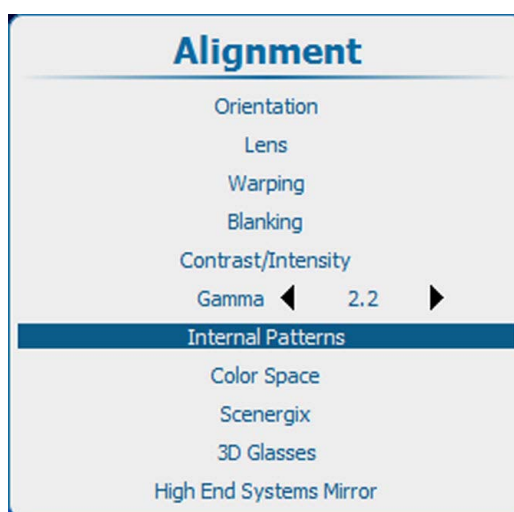 Alignment
Orientation
Lens
Warping
Blanking
Contrast/Intensity
Gamma 2.2
Internal Patterns
Color Space
Scenergix
3D Glasses
High End Systems Mirror